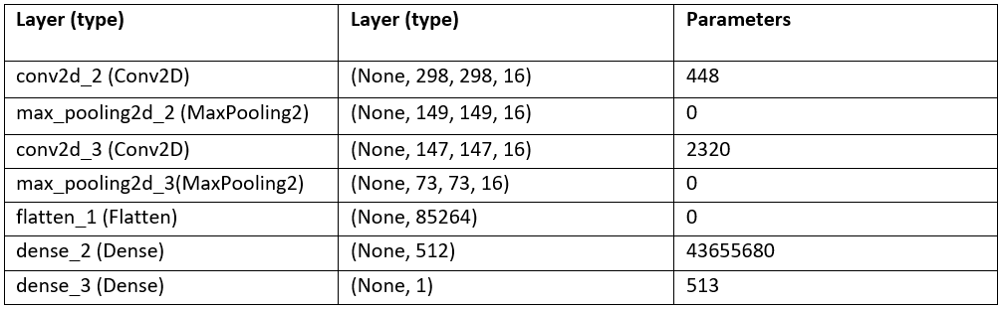 Layer (type) Layer (type) Parameters
conv2d_2 (Conv2D) (None, 298, 298, 16) 448
max_pooling2d_2 (MaxPooling2) (None, 149, 149, 16) 0
conv2d_3 (Conv2D) (None, 147, 147, 16) 2320
max_pooling2d_3(MaxPooling2) (None, 73, 73, 16) 0
flatten_1 (Flatten) (None, 85264) 0
dense_2 (Dense) (None, 512) 43655680
dense_3 (Dense) (None, 1) 513